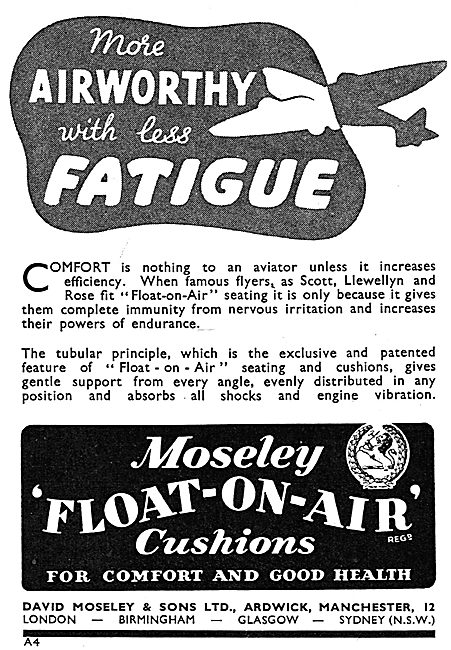 More
AIRWORTHY
with less
FATIGUE
COMFORT is nothing to an aviator unless it increases
efficiency. When famous flyers, as Scott, Llewellyn and
Rose fit "Float-on-Air" seating it is only because it gives
them complete immunity from nervous irritation and increases
their powers of endurance.
The tubular principle, which is the exclusive and patented
feature of "Float-on-Air" seating and cushions, gives
gentle support from every angle, evenly distributed in any
position and absorbs all shocks and engine vibration.
Moseley
'FLOAT-ON-AIR'
REGD
Cushions
FOR COMFORT AND GOOD HEALTH
DAVID MOSELEY & SONS LTD., ARDWICK, MANCHESTER, 12
LONDON — BIRMINGHAM — GLASGOW — SYDNEY (N.S.W.)
A4